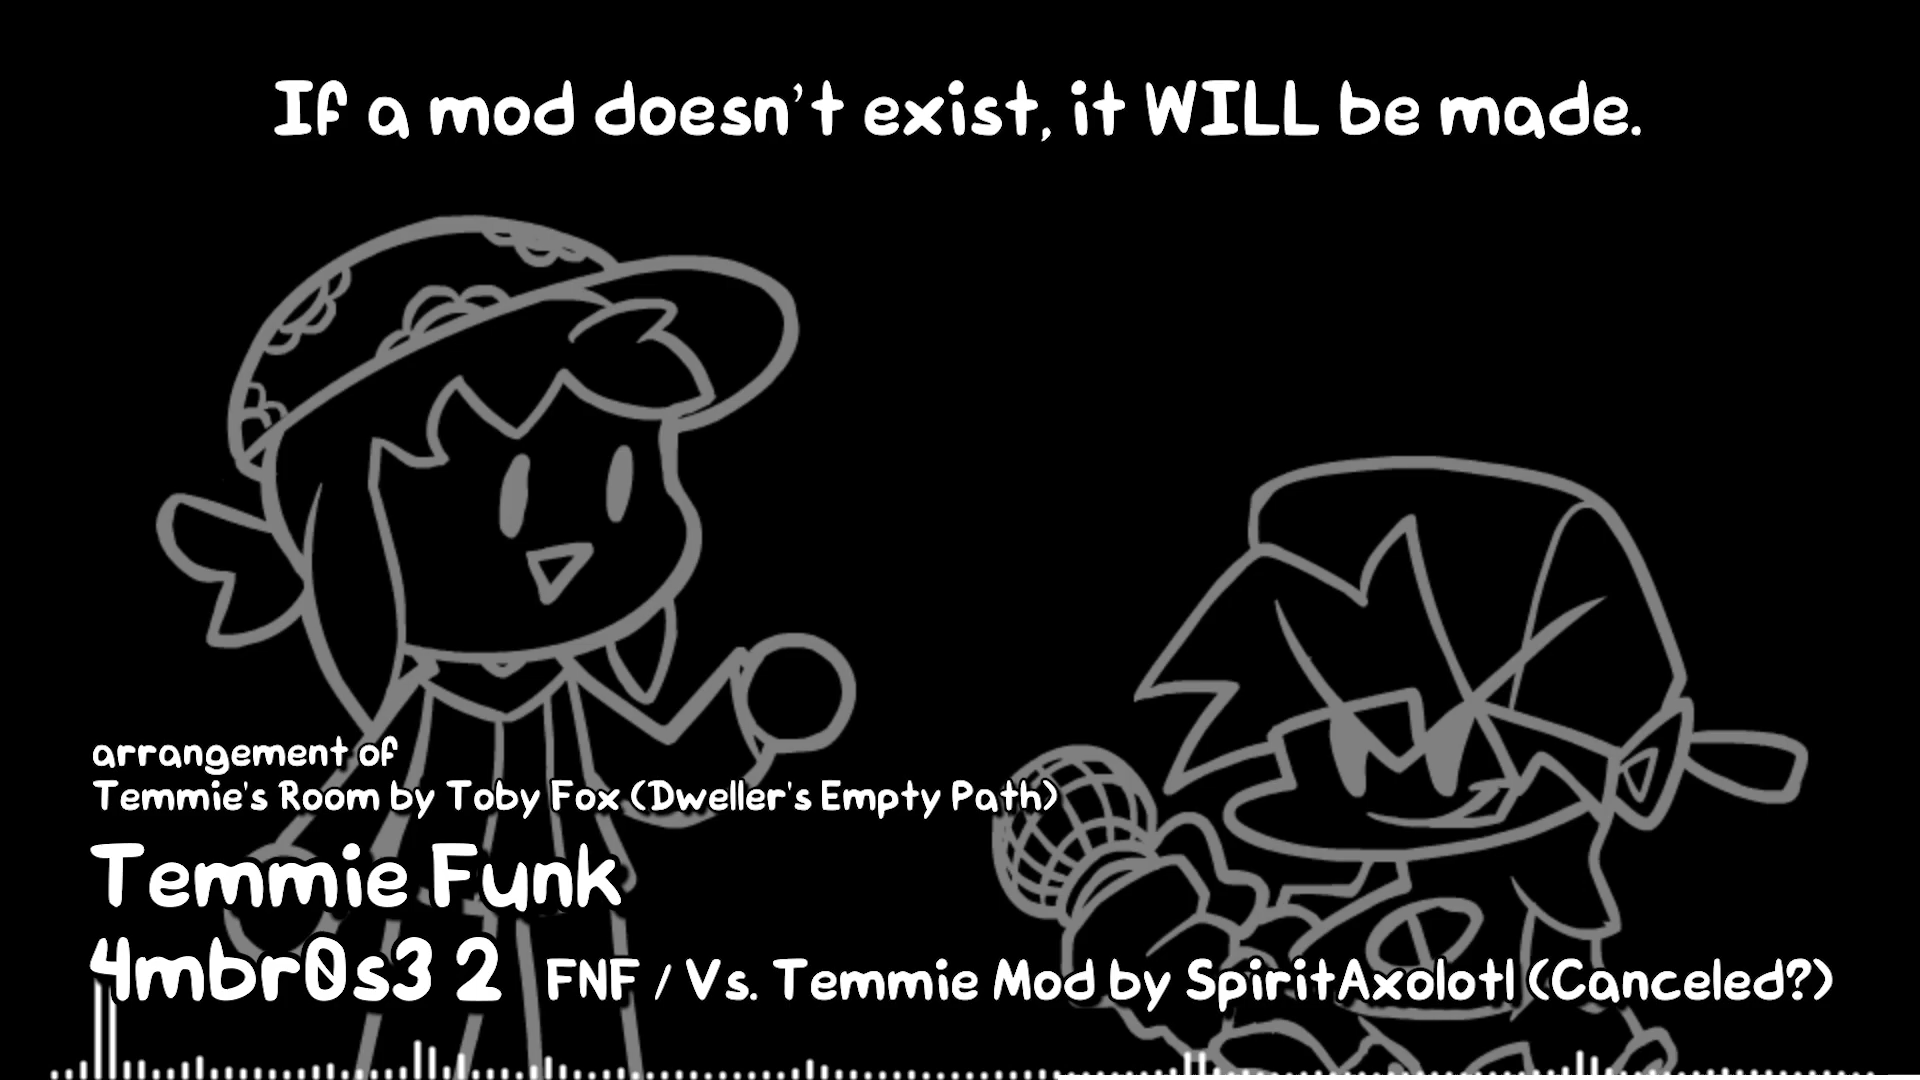 If a mod doesn't exist, it WILL be made.
arrangement of
Temmie's Room by Toby Fox (Dweller's Empty Path)
Temmie Funk
4mbr0s3 2 FNF / Vs. Temmie Mod by SpiritAxolotl (Canceled?)